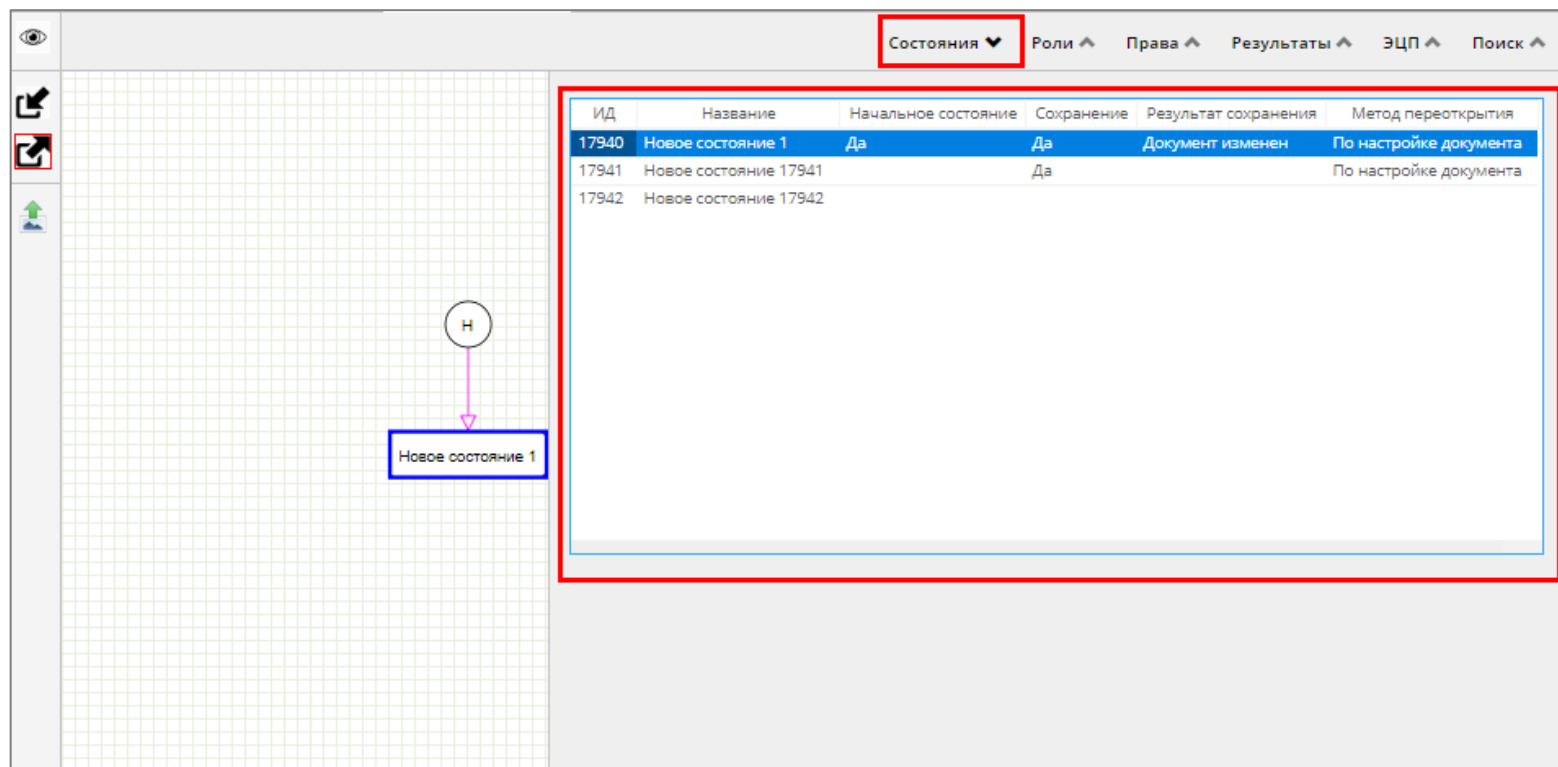 Состояния Роли Права Результаты ЭЦП Поиск
ИД Название Начальное состояние Сохранение Результат сохранения Метод переоткрытия
17940 Новое состояние 1 Да Да Документ изменен По настройке документа
17941 Новое состояние 17941 Да По настройке документа
17942 Новое состояние 17942
Н
Новое состояние 1